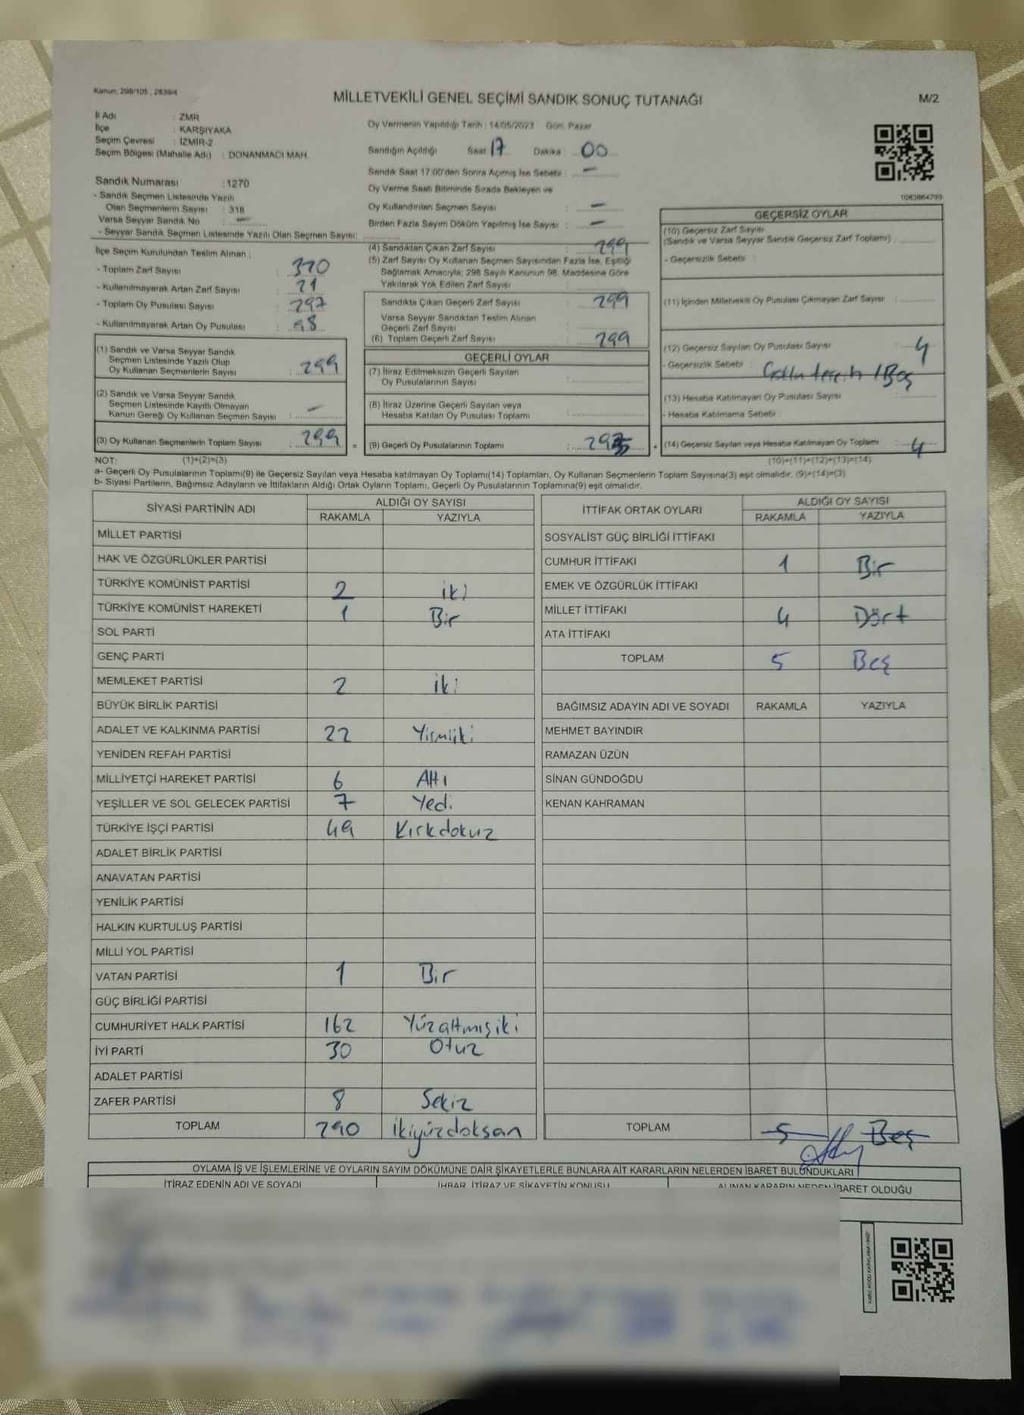 Kanun: 298/105 , 2839/4
MİLLETVEKİLİ GENEL SEÇİMİ SANDIK SONUÇ TUTANAĞI
M/2
İl Adı : ZMR
İlçe : KARŞIYAKA
Seçim Çevresi : İZMİR-2
Seçim Bölgesi (Mahalle Adı) : DONANMACI MAH.
Oy Vermenin Yapıldığı Tarih : 14/05/2023 Gün: Pazar
Sandığın Açıldığı Saat 17 Dakika : 00
Sandık Saat 17:00'den Sonra Açılmış İse Sebebi : –
Oy Verme Saati Bitiminde Sırada Bekleyen ve
Oy Kullandırılan Seçmen Sayısı : –
Birden Fazla Sayım Döküm Yapılmış İse Sayısı : –
Sandık Numarası : 1270
- Sandık Seçmen Listesinde Yazılı
Olan Seçmenlerin Sayısı : 318
Varsa Seyyar Sandık No : –
- Seyyar Sandık Seçmen Listesinde Yazılı Olan Seçmen Sayısı:
İlçe Seçim Kurulundan Teslim Alınan :
- Toplam Zarf Sayısı : 370
- Kullanılmayarak Artan Zarf Sayısı : 71
- Toplam Oy Pusulası Sayısı
- Kullanılmayarak Artan Oy Pusulası
(4) Sandıktan Çıkan Zarf Sayısı : 299
(5) Zarf Sayısı Oy Kullanan Seçmen Sayısından Fazla İse, Eşitliği
Sağlamak Amacıyla; 298 Sayılı Kanunun 98. Maddesine Göre
Yakılarak Yok Edilen Zarf Sayısı :
Sandıkta Çıkan Geçerli Zarf Sayısı : 299
Varsa Seyyar Sandıktan Teslim Alınan
Geçerli Zarf Sayısı
(6) Toplam Geçerli Zarf Sayısı : 299
GEÇERSİZ OYLAR
(10) Geçersiz Zarf Sayısı
(Sandık ve Varsa Seyyar Sandık Geçersiz Zarf Toplamı)
- Geçersizlik Sebebi :
(11) İçinden Milletvekili Oy Pusulası Çıkmayan Zarf Sayısı
(12) Geçersiz Sayılan Oy Pusulası Sayısı 4
- Geçersizlik Sebebi :
(13) Hesaba Katılmayan Oy Pusulası Sayısı
- Hesaba Katılmama Sebebi :
(14) Geçersiz Sayılan veya Hesaba Katılmayan Oy Toplamı 4
(10)+(11)+(12)+(13)=(14)
(1) Sandık ve Varsa Seyyar Sandık
Seçmen Listesinde Yazılı Olup
Oy Kullanan Seçmenlerin Sayısı : 299
(2) Sandık ve Varsa Seyyar Sandık
Seçmen Listesinde Kayıtlı Olmayan
Kanun Gereği Oy Kullanan Seçmen Sayısı : –
(3) Oy Kullanan Seçmenlerin Toplam Sayısı : 299
GEÇERLİ OYLAR
(7) İtiraz Edilmeksizin Geçerli Sayılan
Oy Pusulalarının Sayısı :
(8) İtiraz Üzerine Geçerli Sayılan veya
Hesaba Katılan Oy Pusulası Toplamı
= (9) Geçerli Oy Pusulalarının Toplamı : 295 +
NOT: (1)+(2)=(3)
a- Geçerli Oy Pusulalarının Toplamı(9) ile Geçersiz Sayılan veya Hesaba katılmayan Oy Toplamı(14) Toplamları, Oy Kullanan Seçmenlerin Toplam Sayısına(3) eşit olmalıdır. (9)+(14)=(3)
b- Siyasi Partilerin, Bağımsız Adayların ve İttifakların Aldığı Ortak Oyların Toplamı, Geçerli Oy Pusulalarının Toplamına(9) eşit olmalıdır.
SİYASİ PARTİNİN ADI ALDIĞI OY SAYISI
RAKAMLA YAZIYLA
MİLLET PARTİSİ
HAK VE ÖZGÜRLÜKLER PARTİSİ
TÜRKİYE KOMÜNİST PARTİSİ 2 iki
TÜRKİYE KOMÜNİST HAREKETİ 1 Bir
SOL PARTİ
GENÇ PARTİ
MEMLEKET PARTİSİ 2 iki
BÜYÜK BİRLİK PARTİSİ
ADALET VE KALKINMA PARTİSİ 22 Yirmiiki
YENİDEN REFAH PARTİSİ
MİLLİYETÇİ HAREKET PARTİSİ 6 Altı
YEŞİLLER VE SOL GELECEK PARTİSİ 7 Yedi
TÜRKİYE İŞÇİ PARTİSİ 49 Kırkdokuz
ADALET BİRLİK PARTİSİ
ANAVATAN PARTİSİ
YENİLİK PARTİSİ
HALKIN KURTULUŞ PARTİSİ
MİLLİ YOL PARTİSİ
VATAN PARTİSİ 1 Bir
GÜÇ BİRLİĞİ PARTİSİ
CUMHURİYET HALK PARTİSİ 162 Yüzaltmışiki
İYİ PARTİ 30 Otuz
ADALET PARTİSİ
ZAFER PARTİSİ 8 Sekiz
TOPLAM 290 İkiyüzdoksan
İTTİFAK ORTAK OYLARI ALDIĞI OY SAYISI
RAKAMLA YAZIYLA
SOSYALİST GÜÇ BİRLİĞİ İTTİFAKI
CUMHUR İTTİFAKI 1 Bir
EMEK VE ÖZGÜRLÜK İTTİFAKI
MİLLET İTTİFAKI 4 Dört
ATA İTTİFAKI
TOPLAM 5 Beş
BAĞIMSIZ ADAYIN ADI VE SOYADI RAKAMLA YAZIYLA
MEHMET BAYINDIR
RAMAZAN ÜZÜN
SİNAN GÜNDOĞDU
KENAN KAHRAMAN
TOPLAM 5 Beş
OYLAMA İŞ VE İŞLEMLERİNE VE OYLARIN SAYIM DÖKÜMÜNE DAİR ŞİKAYETLERLE BUNLARA AİT KARARLARIN NELERDEN İBARET BULUNDUKLARI
İTİRAZ EDENİN ADI VE SOYADI İHBAR, İTİRAZ VE ŞİKAYETİN KONUSU ALINAN KARARIN NEDEN İBARET OLDUĞU